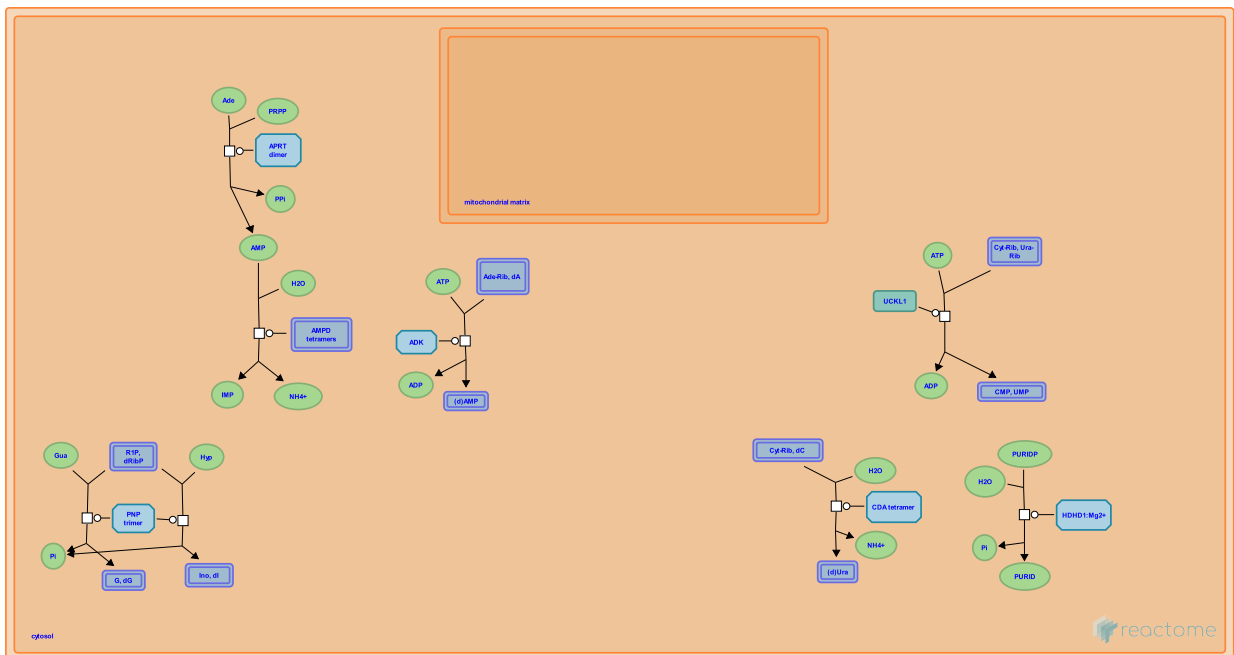 Ade
PRPP
APRT
dimer
PPi
AMP
H2O
AMPD
tetramers
IMP
NH4+
mitochondrial matrix
ATP
Ade-Rib, dA
ADK
ADP
(d)AMP
ATP
Cyt-Rib, Ura-
Rib
UCKL1
ADP
CMP, UMP
Gua
R1P,
dRibP
Hyp
PNP
trimer
Pi
G, dG
Ino, dI
Cyt-Rib, dC
H2O
CDA tetramer
NH4+
(d)Ura
PURIDP
H2O
HDHD1:Mg2+
Pi
PURID
cytosol
reactome